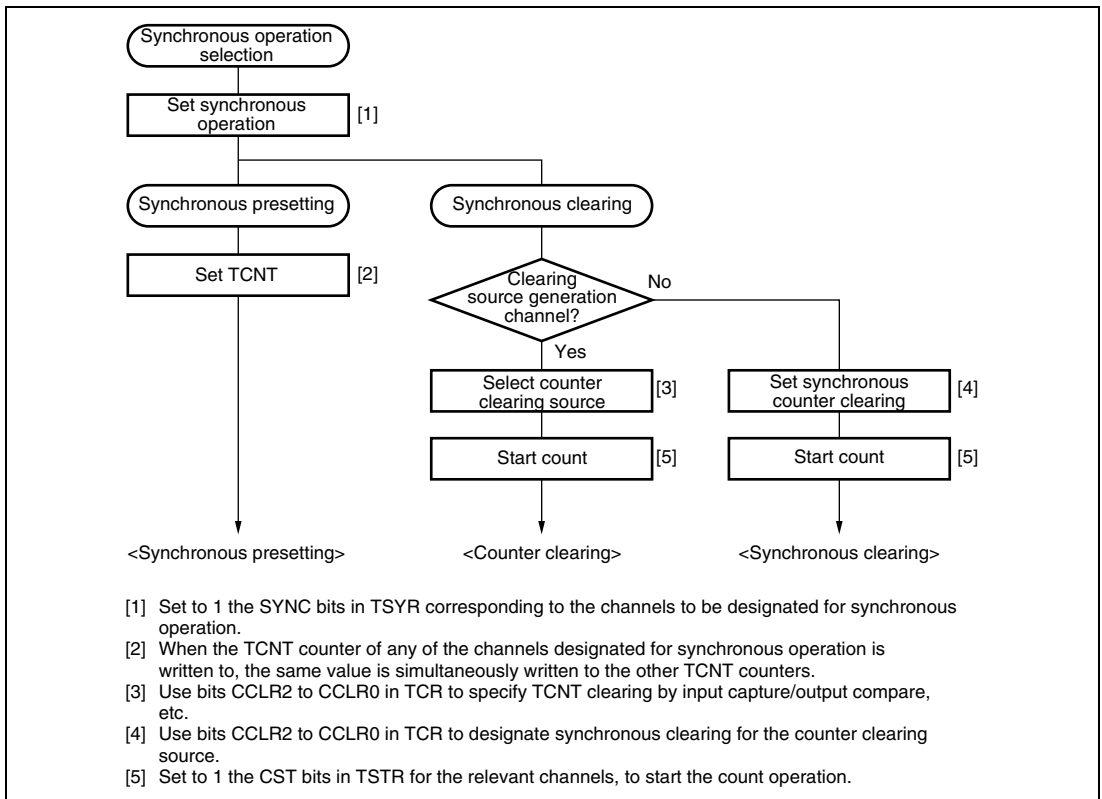 Synchronous operation
selection
Set synchronous
operation
[1]
Synchronous presetting
Synchronous clearing
Set TCNT
[2]
Clearing
source generation
channel?
No
Yes
Select counter
clearing source
[3]
Set synchronous
counter clearing
[4]
Start count
[5]
Start count
[5]
<Synchronous presetting>
<Counter clearing>
<Synchronous clearing>
[1] Set to 1 the SYNC bits in TSYR corresponding to the channels to be designated for synchronous
operation.
[2] When the TCNT counter of any of the channels designated for synchronous operation is
written to, the same value is simultaneously written to the other TCNT counters.
[3] Use bits CCLR2 to CCLR0 in TCR to specify TCNT clearing by input capture/output compare,
etc.
[4] Use bits CCLR2 to CCLR0 in TCR to designate synchronous clearing for the counter clearing
source.
[5] Set to 1 the CST bits in TSTR for the relevant channels, to start the count operation.